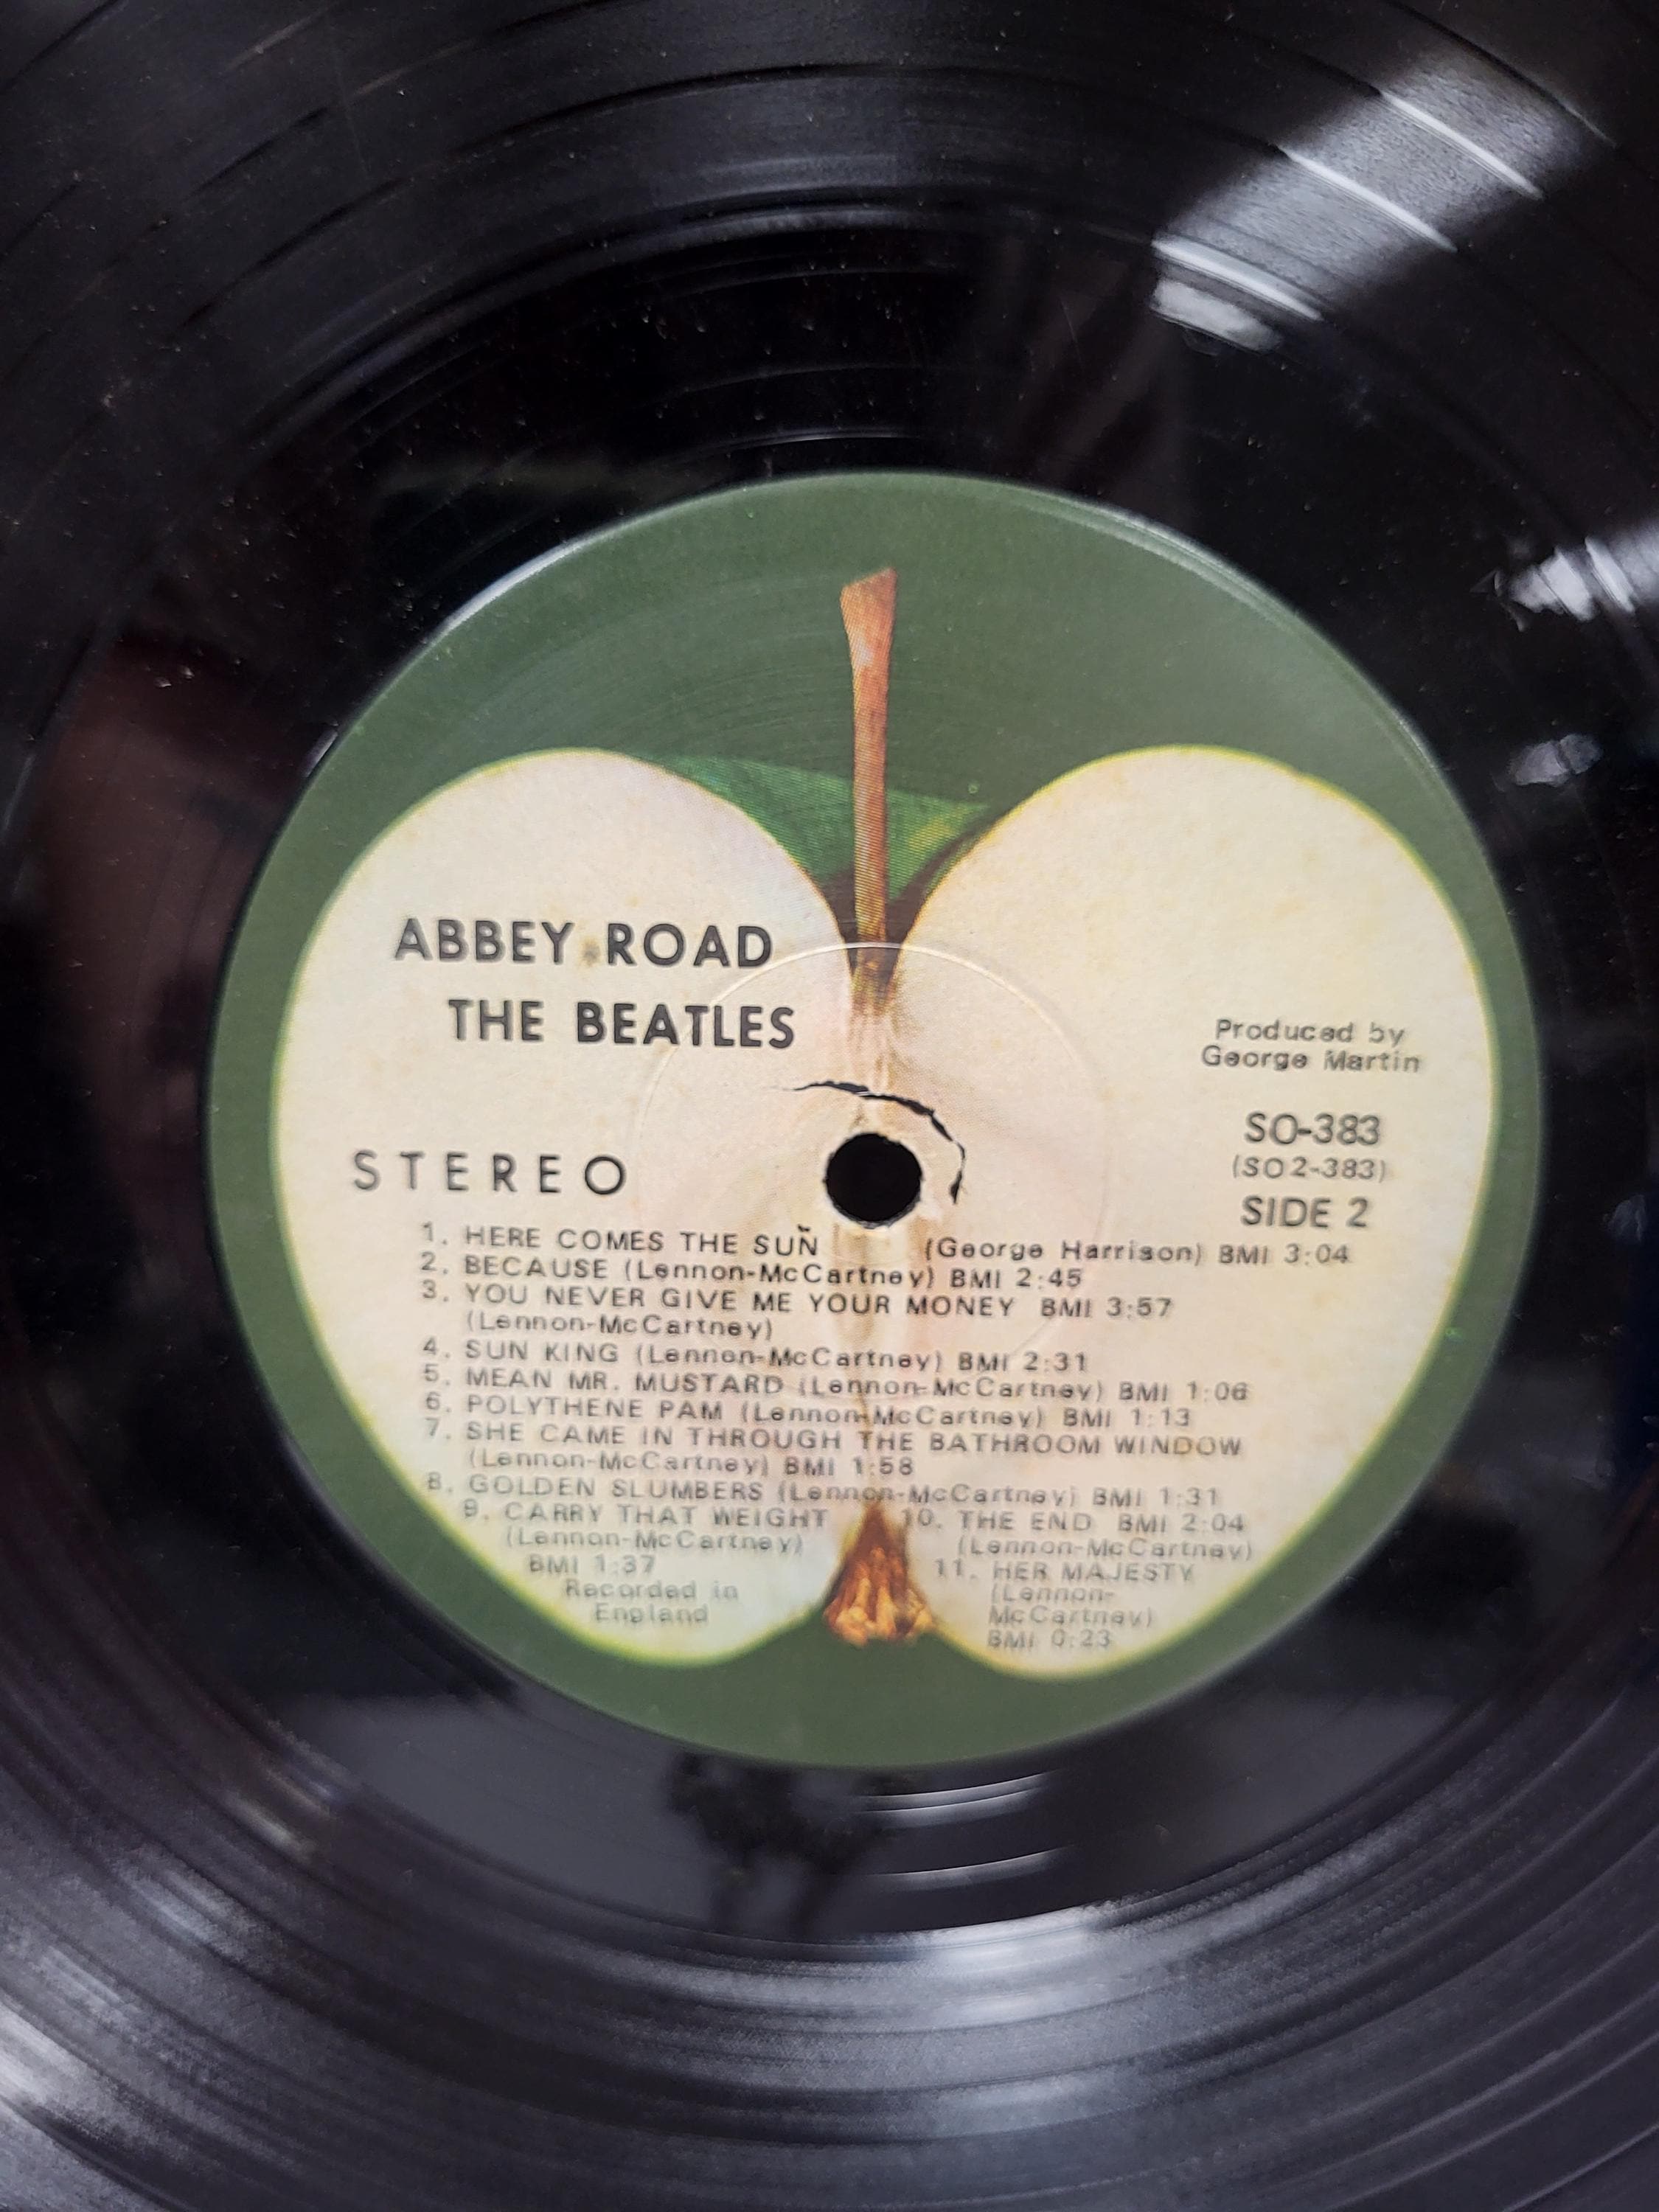 ABBEY ROAD
THE BEATLES
Produced by
George Martin
SO-383
(SO2-383)
SIDE 2
STEREO
1. HERE COMES THE SUN (George Harrison) BMI 3:04
2. BECAUSE (Lennon-McCartney) BMI 2:45
3. YOU NEVER GIVE ME YOUR MONEY BMI 3:57
(Lennon-McCartney)
4. SUN KING (Lennon-McCartney) BMI 2:31
5. MEAN MR. MUSTARD (Lennon-McCartney) BMI 1:06
6. POLYTHENE PAM (Lennon-McCartney) BMI 1:13
7. SHE CAME IN THROUGH THE BATHROOM WINDOW
(Lennon-McCartney) BMI 1:58
8. GOLDEN SLUMBERS (Lennon-McCartney) BMI 1:31
9. CARRY THAT WEIGHT
(Lennon-McCartney)
BMI 1:37
Recorded in
England
10. THE END BMI 2:04
(Lennon-McCartney)
11. HER MAJESTY
(Lennon-
McCartney)
BMI 0:23